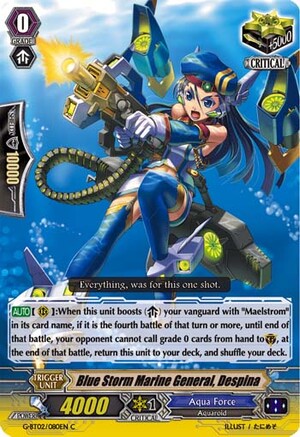 0
GRADE
+5000
CRITICAL
SHIELD
10000
Everything, was for this one shot.
AUTO :When this unit boosts your vanguard with "Maelstrom"
in its card name, if it is the fourth battle of that turn or more, until end of
that battle, your opponent cannot call grade 0 cards from hand to , at
the end of that battle, return this unit to your deck, and shuffle your deck.
TRIGGER
UNIT
Blue Storm Marine General, Despina
POWER
4000
1
CRITICAL
Aqua Force
Aquaroid
G-BT02/080EN C
ILLUST / たにめそ